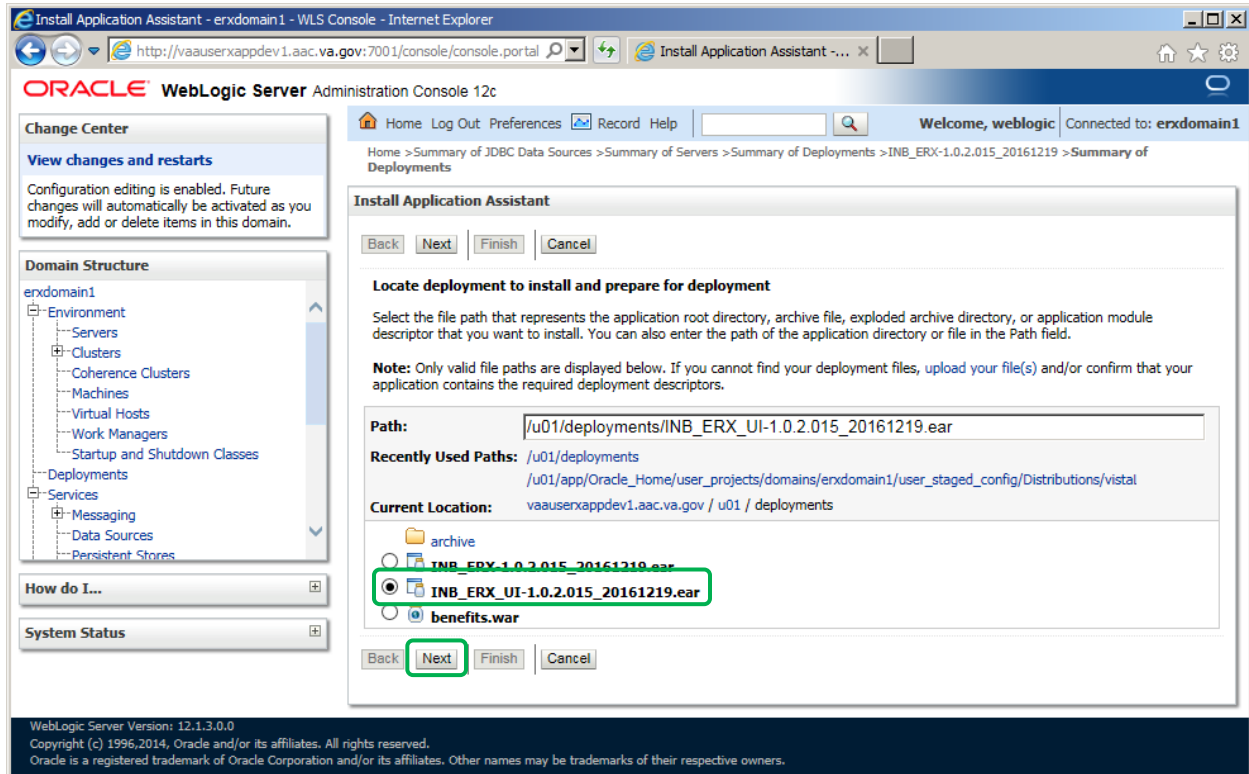 Install Application Assistant - erxdomain1 - WLS Console - Internet Explorer
http://vaauserxappdev1.aac.va.gov:7001/console/console.portal
Install Application Assistant -...
ORACLE WebLogic Server Administration Console 12c
Change Center
View changes and restarts
Configuration editing is enabled. Future
changes will automatically be activated as you
modify, add or delete items in this domain.
Domain Structure
erxdomain1
Environment
Servers
Clusters
Coherence Clusters
Machines
Virtual Hosts
Work Managers
Startup and Shutdown Classes
Deployments
Services
Messaging
Data Sources
Persistent Stores
How do I...
System Status
Home Log Out Preferences Record Help
Welcome, weblogic Connected to: erxdomain1
Home >Summary of JDBC Data Sources >Summary of Servers >Summary of Deployments >INB_ERX-1.0.2.015_20161219 >Summary of
Deployments
Install Application Assistant
Back Next Finish Cancel
Locate deployment to install and prepare for deployment
Select the file path that represents the application root directory, archive file, exploded archive directory, or application module
descriptor that you want to install. You can also enter the path of the application directory or file in the Path field.
Note: Only valid file paths are displayed below. If you cannot find your deployment files, upload your file(s) and/or confirm that your
application contains the required deployment descriptors.
Path: /u01/deployments/INB_ERX_UI-1.0.2.015_20161219.ear
Recently Used Paths: /u01/deployments
/u01/app/Oracle_Home/user_projects/domains/erxdomain1/user_staged_config/Distributions/vistal
Current Location: vaauserxappdev1.aac.va.gov / u01 / deployments
archive
INB_ERX-1.0.2.015_20161219.ear
INB_ERX_UI-1.0.2.015_20161219.ear
benefits.war
Back Next Finish Cancel
WebLogic Server Version: 12.1.3.0.0
Copyright (c) 1996,2014, Oracle and/or its affiliates. All rights reserved.
Oracle is a registered trademark of Oracle Corporation and/or its affiliates. Other names may be trademarks of their respective owners.